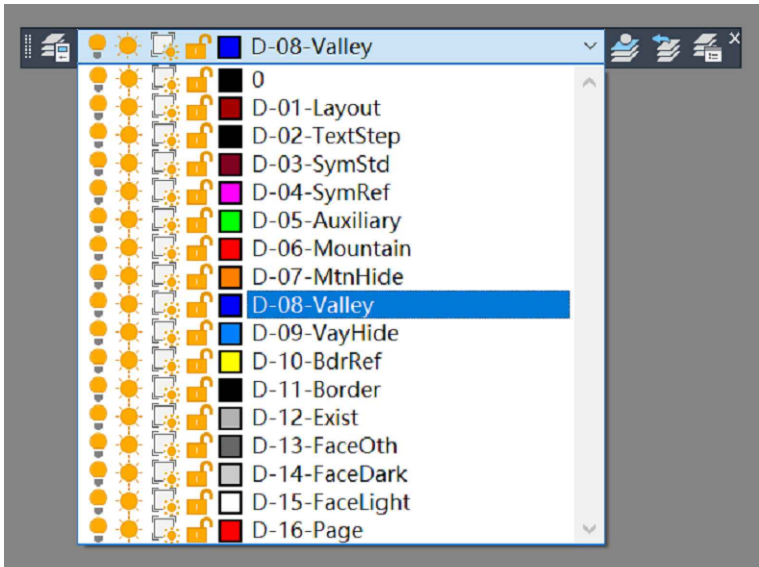 D-08-Valley
0
D-01-Layout
D-02-TextStep
D-03-SymStd
D-04-SymRef
D-05-Auxiliary
D-06-Mountain
D-07-MtnHide
D-08-Valley
D-09-VayHide
D-10-BdrRef
D-11-Border
D-12-Exist
D-13-FaceOth
D-14-FaceDark
D-15-FaceLight
D-16-Page